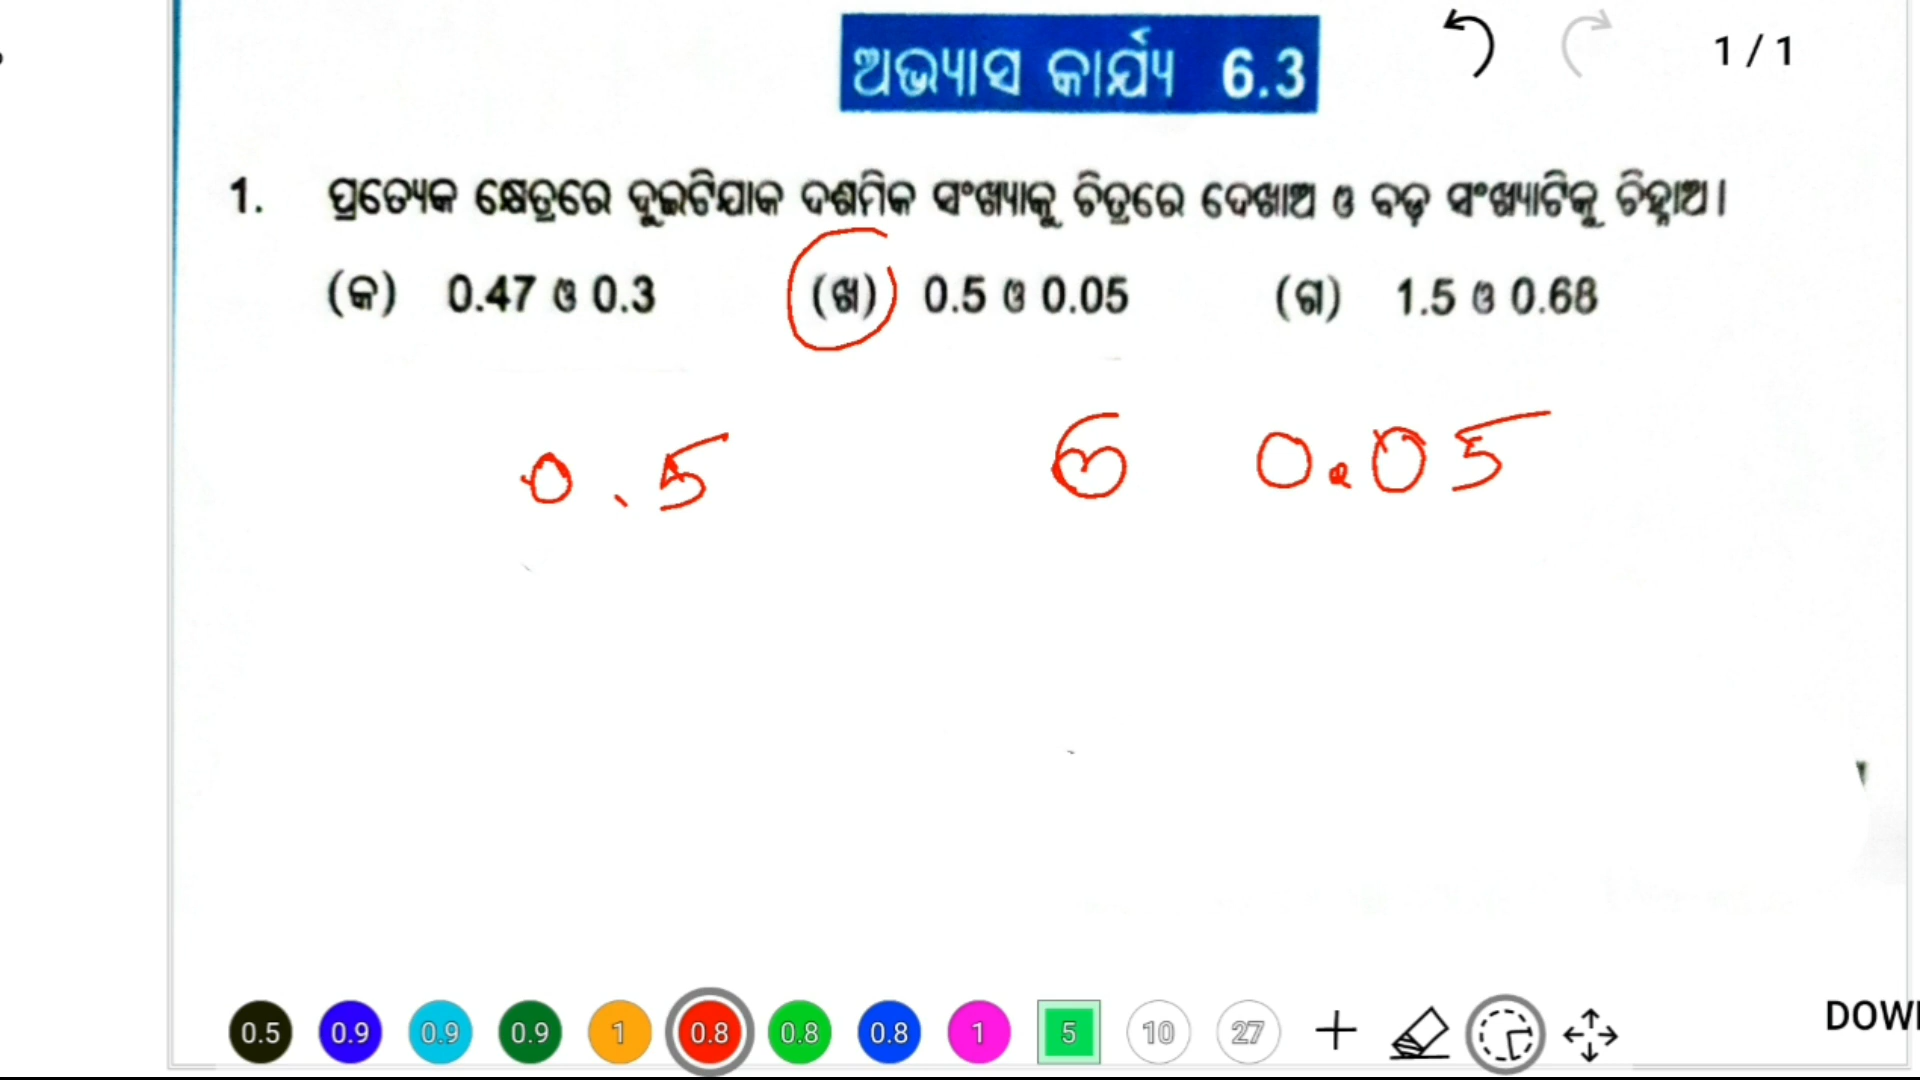 ଅଭ୍ୟାସ କାର୍ଯ୍ୟ 6.3
1 / 1
1. ପ୍ରତ୍ୟେକ କ୍ଷେତ୍ରରେ ଦୁଇଟିଯାକ ଦଶମିକ ସଂଖ୍ୟାକୁ ଚିତ୍ରରେ ଦେଖାଅ ଓ ବଡ଼ ସଂଖ୍ୟାଟିକୁ ଚିହ୍ନାଅ।
(କ) 0.47 ଓ 0.3 (ଖ) 0.5 ଓ 0.05 (ଗ) 1.5 ଓ 0.68
0.5 ଓ 0.05
0.5 0.9 0.9 0.9 1 0.8 0.8 0.8 1 5 10 27